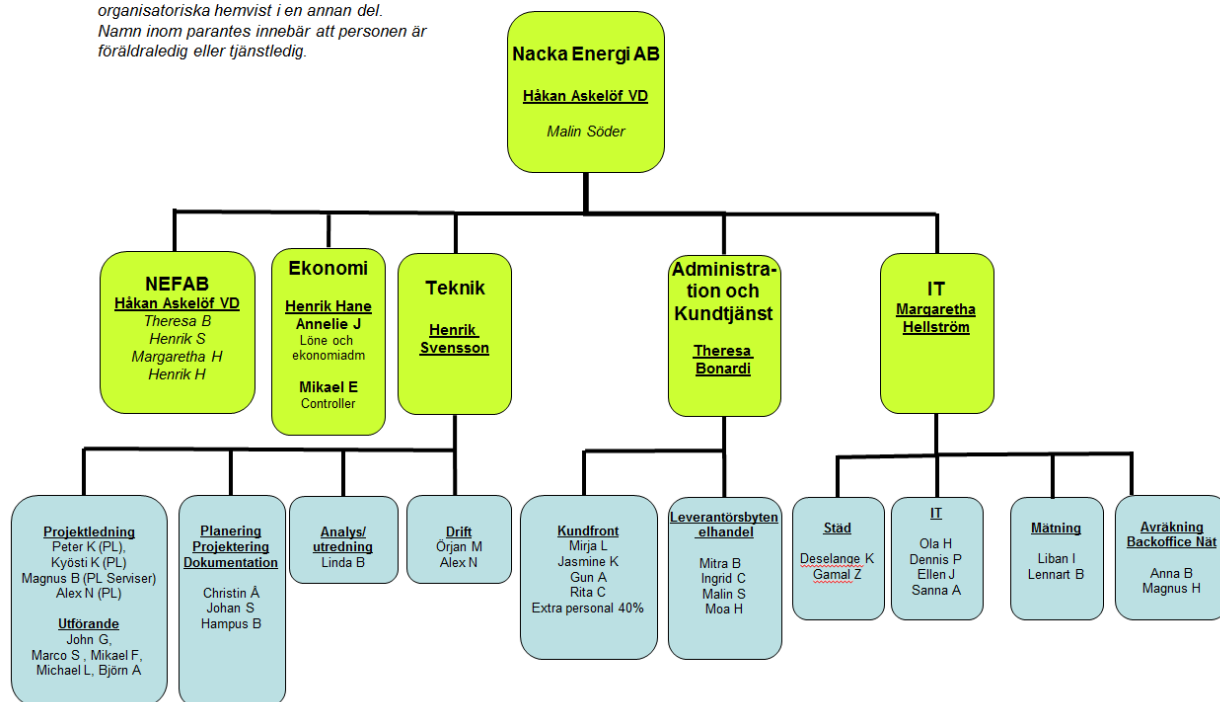 organisatoriska hemvist i en annan del.
Namn inom parantes innebär att personen är
föräldraledig eller tjänstledig.
Nacka Energi AB
Håkan Askelöf VD
Malin Söder
NEFAB
Håkan Askelöf VD
Theresa B
Henrik S
Margaretha H
Henrik H
Ekonomi
Henrik Hane
Annelie J
Löne och
ekonomiadm
Mikael E
Controller
Teknik
Henrik
Svensson
Administra-
tion och
Kundtjänst
Theresa
Bonardi
IT
Margaretha
Hellström
Projektledning
Peter K (PL),
Kyösti K (PL)
Magnus B (PL Serviser)
Alex N (PL)
Utförande
John G,
Marco S , Mikael F,
Michael L, Björn A
Planering
Projektering
Dokumentation
Christin Å
Johan S
Hampus B
Analys/
utredning
Linda B
Drift
Örjan M
Alex N
Kundfront
Mirja L
Jasmine K
Gun A
Rita C
Extra personal 40%
Leverantörsbyten
elhandel
Mitra B
Ingrid C
Malin S
Moa H
Städ
Deselange K
Gamal Z
IT
Ola H
Dennis P
Ellen J
Sanna A
Mätning
Liban I
Lennart B
Avräkning
Backoffice Nät
Anna B
Magnus H